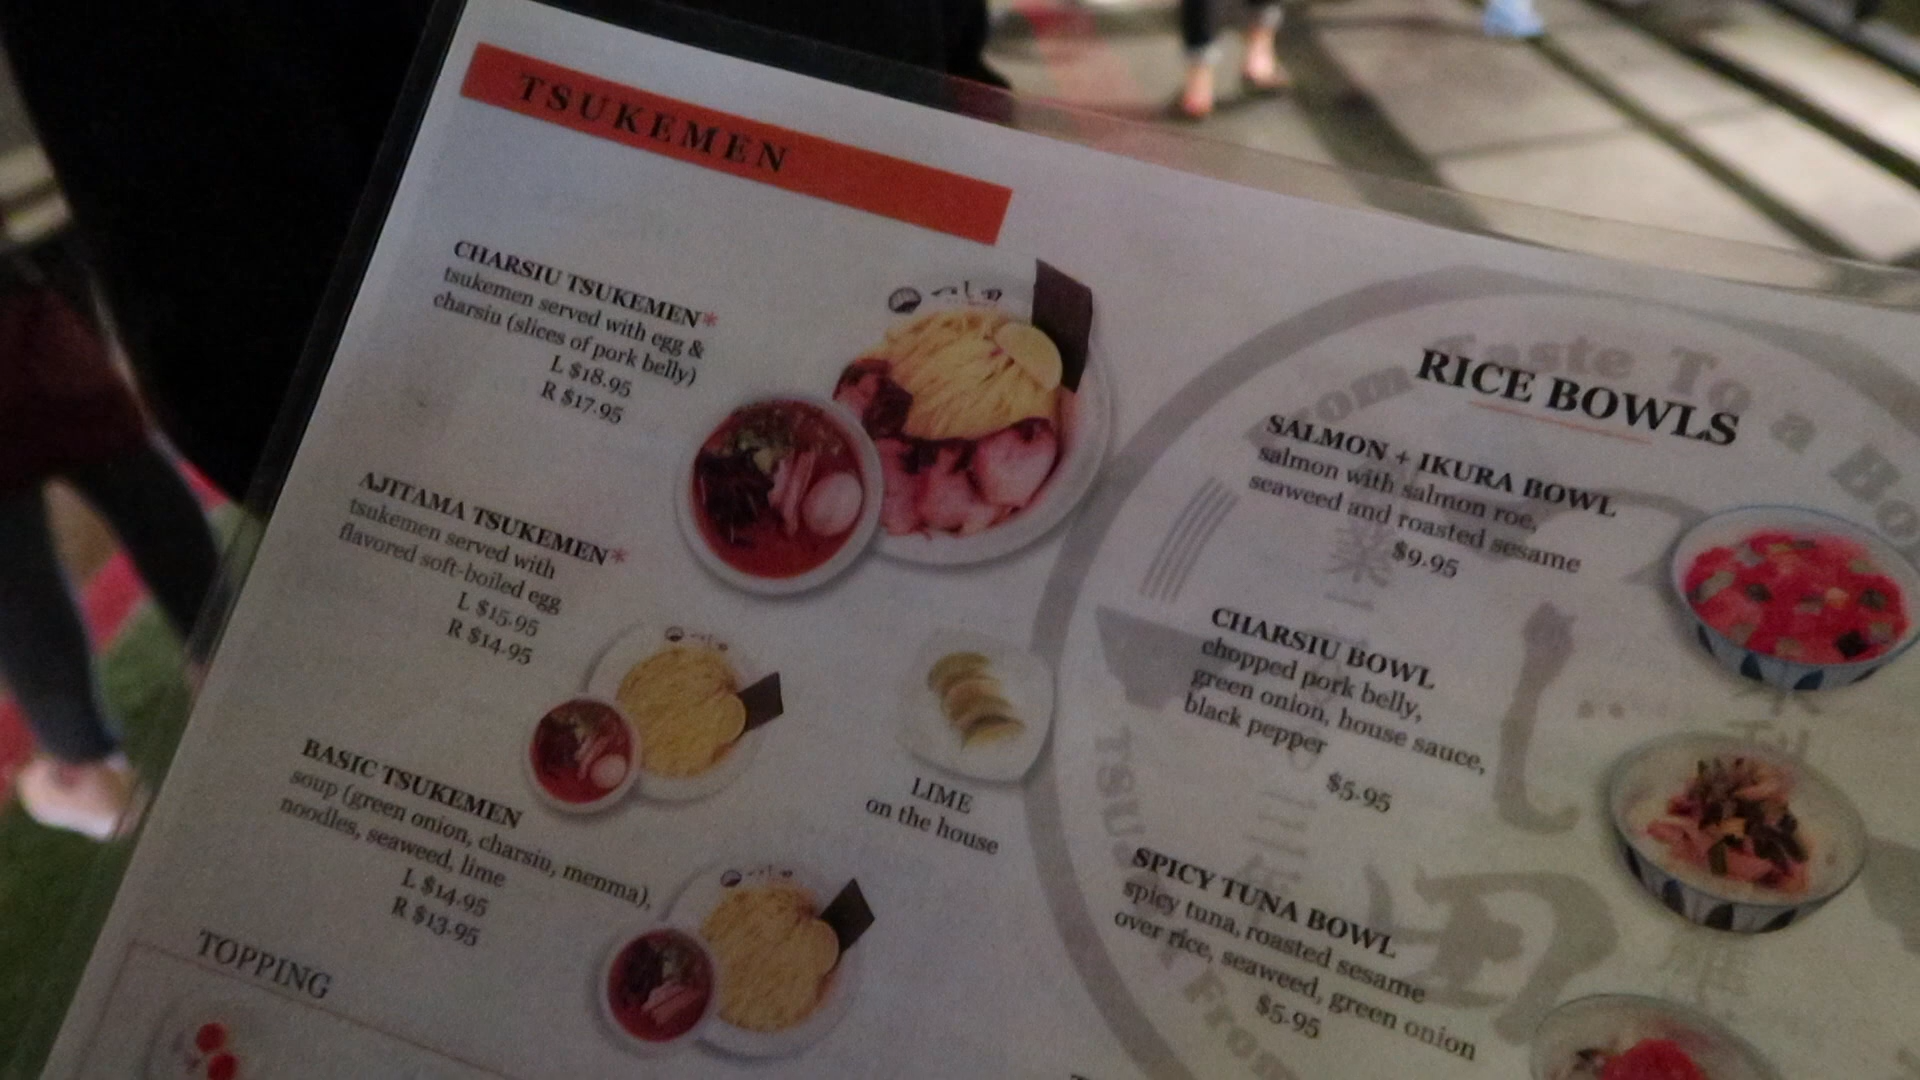 TSUKEMEN
CHARSIU TSUKEMEN*
tsukemen served with egg &
charsiu (slices of pork belly)
L $18.95
R $17.95
AJITAMA TSUKEMEN*
tsukemen served with
flavored soft-boiled egg
L $15.95
R $14.95
BASIC TSUKEMEN
soup (green onion, charsiu, menma),
noodles, seaweed, lime
L $14.95
R $13.95
LIME
on the house
TOPPING
RICE BOWLS
SALMON + IKURA BOWL
salmon with salmon roe,
seaweed and roasted sesame
$9.95
CHARSIU BOWL
chopped pork belly,
green onion, house sauce,
black pepper
$5.95
SPICY TUNA BOWL
spicy tuna, roasted sesame
over rice, seaweed, green onion
$5.95
Taste To a